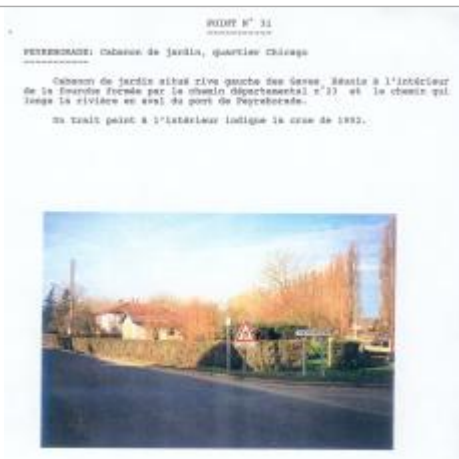 POINT N° 31
PEYREHORADE: Cabanon de jardin, quartier Chicago
Cabanon de jardin situé rive gauche des Gaves Réunis à l'intérieur
de la fourche formée par le chemin départemental n°33 et le chemin qui
longe la rivière en aval du pont de Peyrehorade.
Un trait peint à l'intérieur indique la crue de 1952.